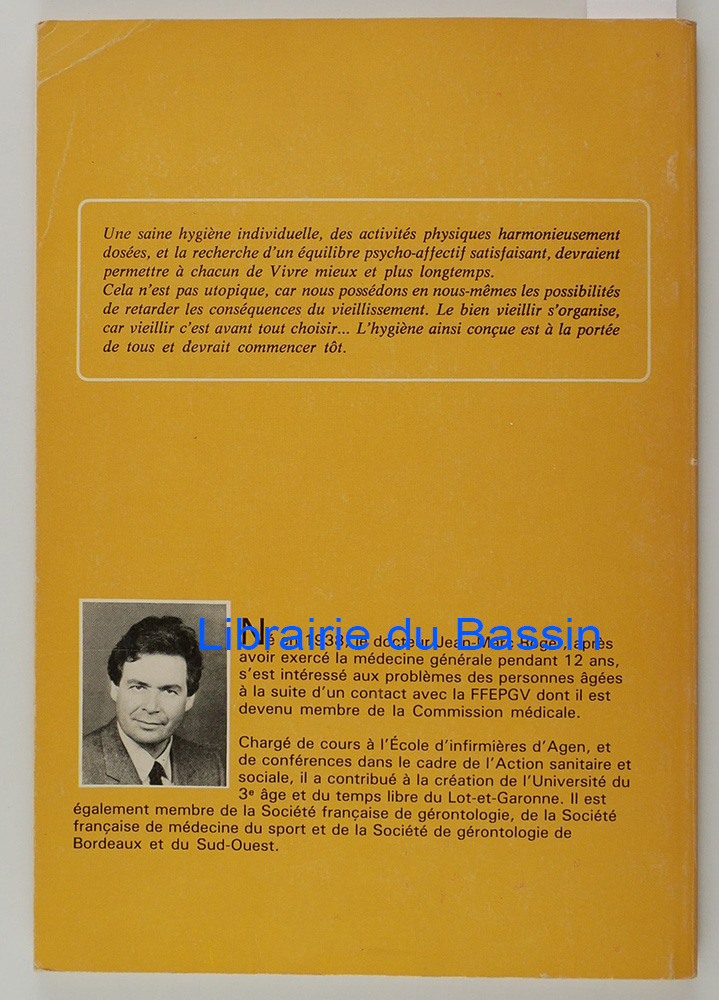 Une saine hygiène individuelle, des activités physiques harmonieusement
dosées, et la recherche d'un équilibre psycho-affectif satisfaisant, devraient
permettre à chacun de Vivre mieux et plus longtemps.
Cela n'est pas utopique, car nous possédons en nous-mêmes les possibilités
de retarder les conséquences du vieillissement. Le bien vieillir s'organise,
car vieillir c'est avant tout choisir... L'hygiène ainsi conçue est à la portée
de tous et devrait commencer tôt.
Librairie du Bassin
Né en 1938, le docteur Jean-Marc après
avoir exercé la médecine générale pendant 12 ans,
s'est intéressé aux problèmes des personnes âgées
à la suite d'un contact avec la FFEPGV dont il est
devenu membre de la Commission médicale.
Chargé de cours à l'École d'infirmières d'Agen, et
de conférences dans le cadre de l'Action sanitaire et
sociale, il a contribué à la création de l'Université du
3e âge et du temps libre du Lot-et-Garonne. Il est
également membre de la Société française de gérontologie, de la Société
française de médecine du sport et de la Société de gérontologie de
Bordeaux et du Sud-Ouest.